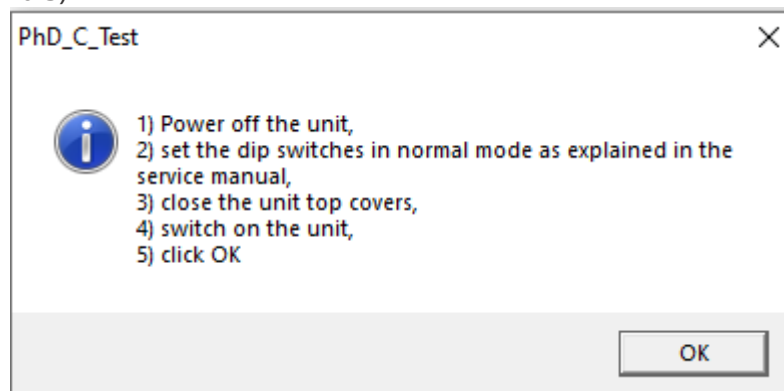 PhD_C_Test
1) Power off the unit,
2) set the dip switches in normal mode as explained in the
service manual,
3) close the unit top covers,
4) switch on the unit,
5) click OK
OK